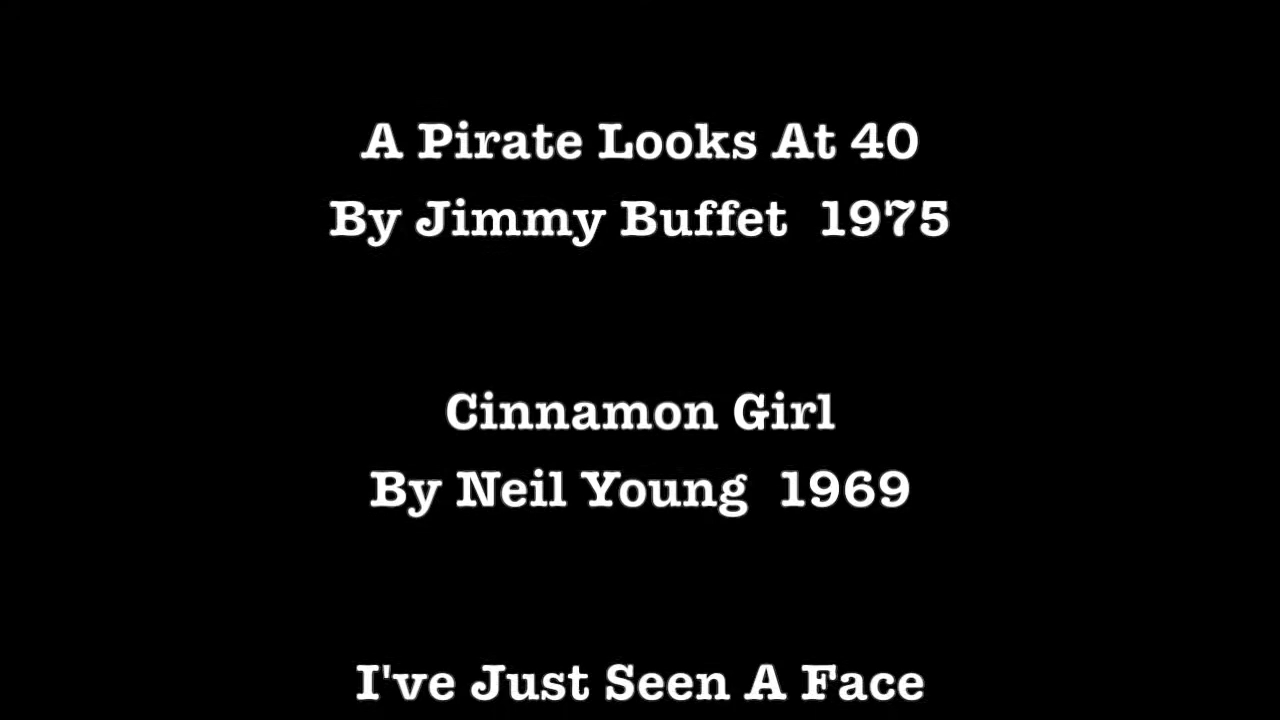 A Pirate Looks At 40
By Jimmy Buffet  1975
Cinnamon Girl
By Neil Young  1969
I've Just Seen A Face